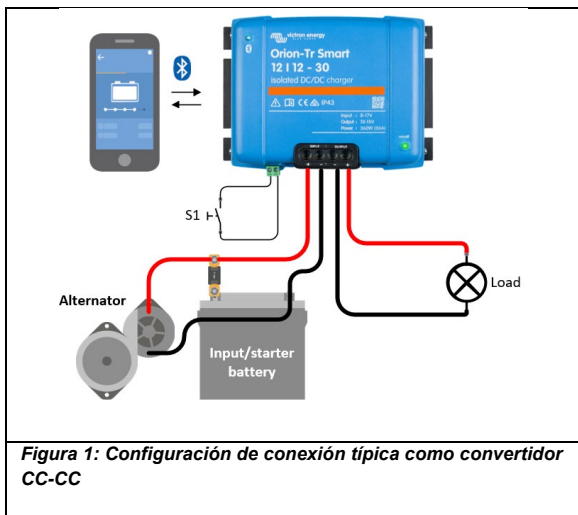 victron energy
Orion-Tr Smart
12 | 12 - 30
isolated DC/DC charger
IP43
Input : 8-17V
Output : 10-15V
Power : 360W (30A)
INPUT
OUTPUT
S1
Alternator
Input/starter
battery
Load
Figura 1: Configuración de conexión típica como convertidor
CC-CC